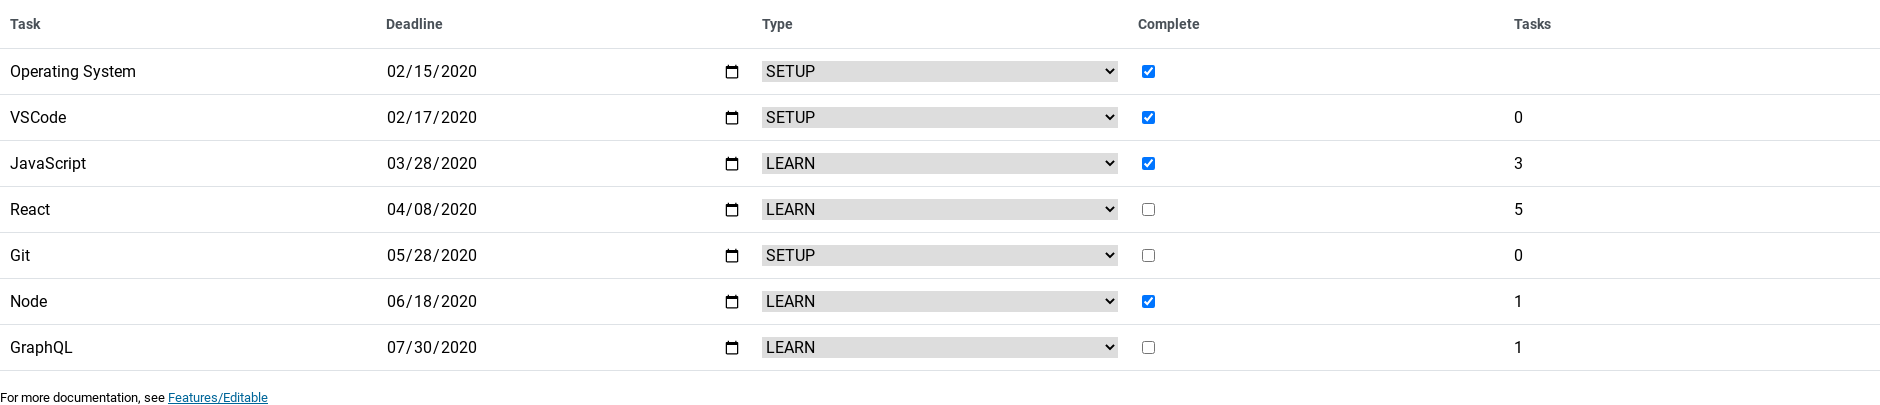 Task Deadline Type Complete Tasks
Operating System 02/15/2020 SETUP
VSCode 02/17/2020 SETUP 0
JavaScript 03/28/2020 LEARN 3
React 04/08/2020 LEARN 5
Git 05/28/2020 SETUP 0
Node 06/18/2020 LEARN 1
GraphQL 07/30/2020 LEARN 1
For more documentation, see Features/Editable